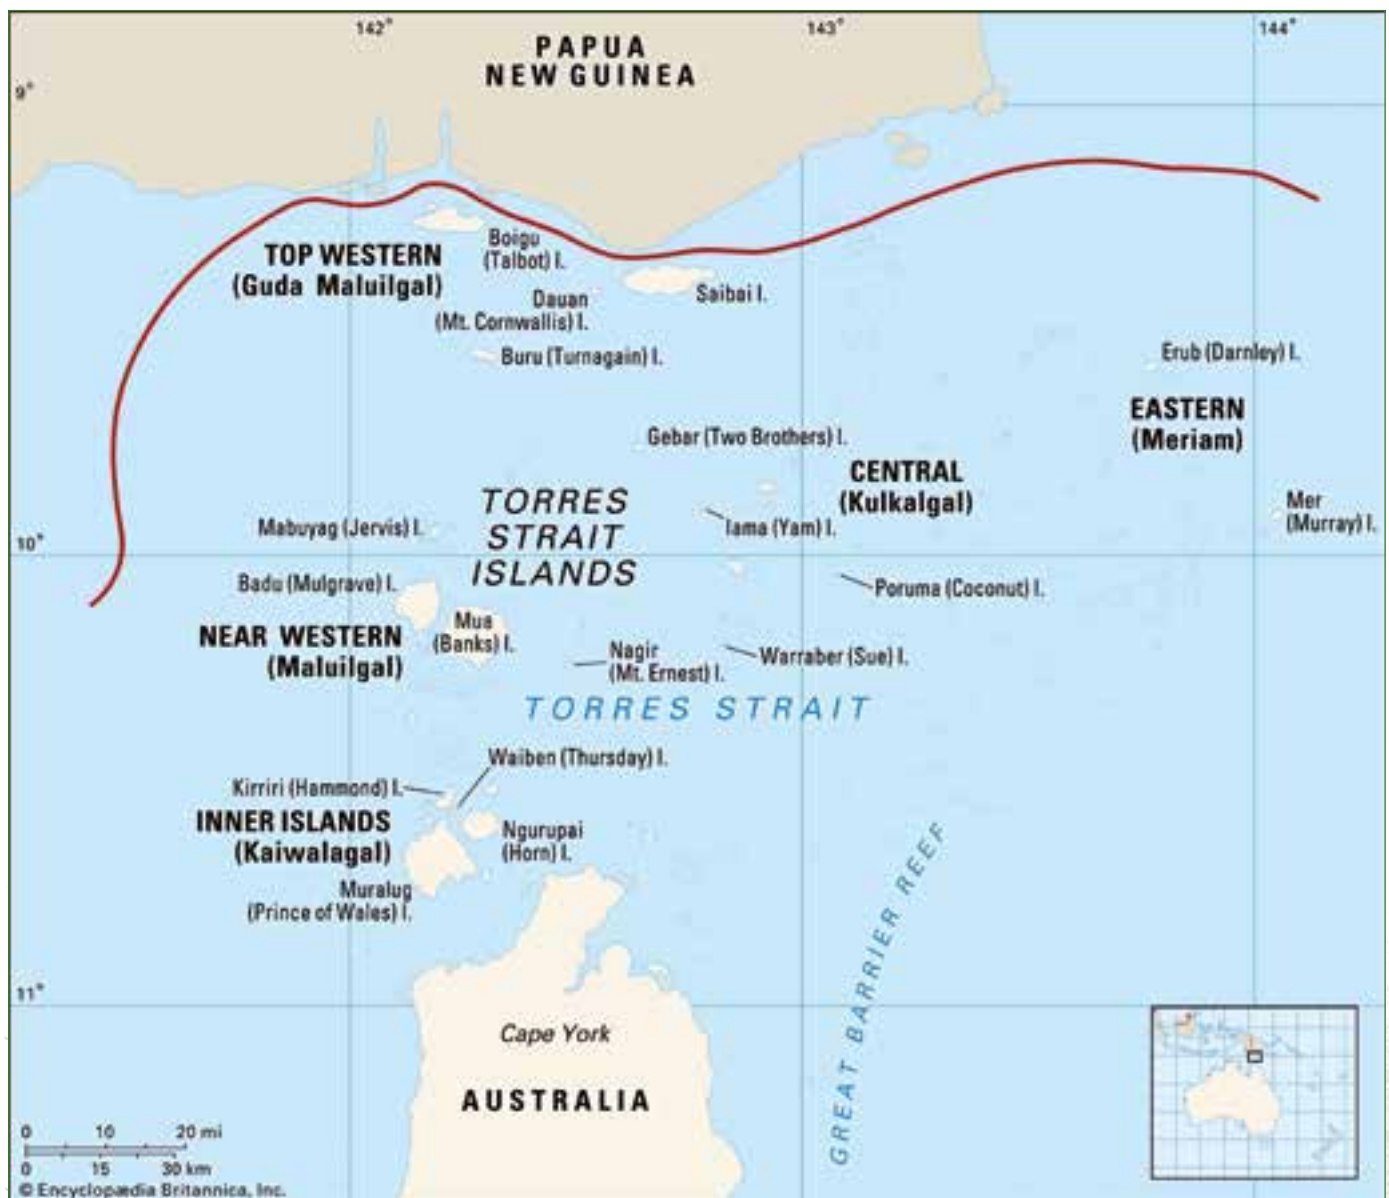 142°
143°
144°
PAPUA
NEW GUINEA
9°
TOP WESTERN
(Guda Maluilgal)
Boigu
(Talbot) I.
Dauan
(Mt. Cornwallis) I.
Saibai I.
Buru (Turnagain) I.
Erub (Darnley) I.
EASTERN
(Meriam)
Gebar (Two Brothers) I.
CENTRAL
(Kulkalgal)
TORRES
STRAIT
ISLANDS
Mabuyag (Jervis) I.
Iama (Yam) I.
Mer
(Murray) I.
10°
Badu (Mulgrave) I.
Poruma (Coconut) I.
NEAR WESTERN
(Maluilgal)
Mua
(Banks) I.
Nagir
(Mt. Ernest) I.
Warraber (Sue) I.
TORRES STRAIT
Waiben (Thursday) I.
Kirriri (Hammond) I.
INNER ISLANDS
(Kaiwalagal)
Ngurupai
(Horn) I.
Muralug
(Prince of Wales) I.
GREAT BARRIER REEF
11°
Cape York
AUSTRALIA
0 10 20 mi
0 15 30 km
© Encyclopædia Britannica, Inc.